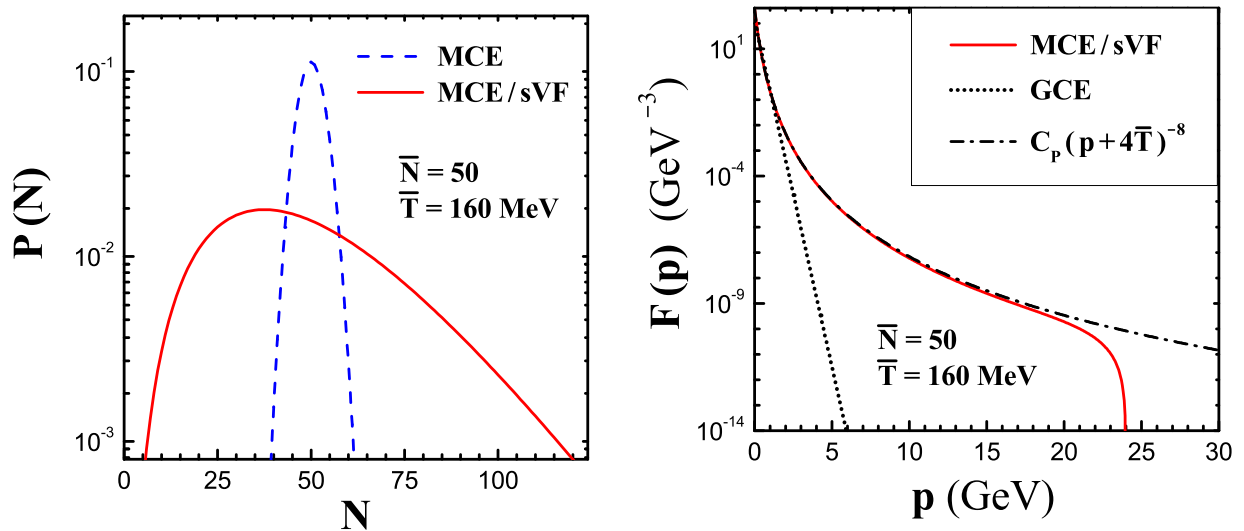 P (N)
10⁻¹
10⁻²
10⁻³
MCE
MCE / sVF
N̅ = 50
T̅ = 160 MeV
0 25 50 75 100
N
F (p) (GeV⁻³)
10¹
10⁻⁴
10⁻⁹
10⁻¹⁴
MCE / sVF
GCE
Cₚ (p + 4T̅)⁻⁸
N̅ = 50
T̅ = 160 MeV
0 5 10 15 20 25 30
p (GeV)